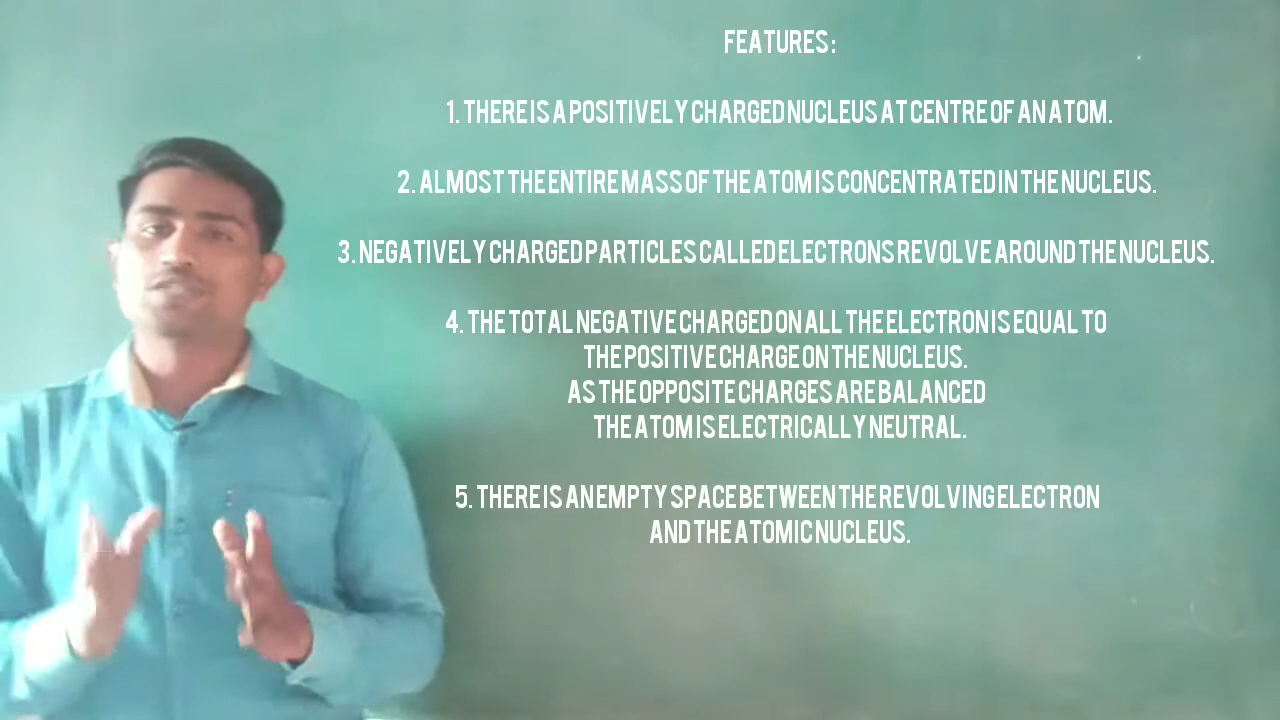 FEATURES :
1. THERE IS A POSITIVELY CHARGED NUCLEUS AT CENTRE OF AN ATOM.
2. ALMOST THE ENTIRE MASS OF THE ATOM IS CONCENTRATED IN THE NUCLEUS.
3. NEGATIVELY CHARGED PARTICLES CALLED ELECTRONS REVOLVE AROUND THE NUCLEUS.
4. THE TOTAL NEGATIVE CHARGED ON ALL THE ELECTRON IS EQUAL TO
THE POSITIVE CHARGE ON THE NUCLEUS.
AS THE OPPOSITE CHARGES ARE BALANCED
THE ATOM IS ELECTRICALLY NEUTRAL.
5. THERE IS AN EMPTY SPACE BETWEEN THE REVOLVING ELECTRON
AND THE ATOMIC NUCLEUS.